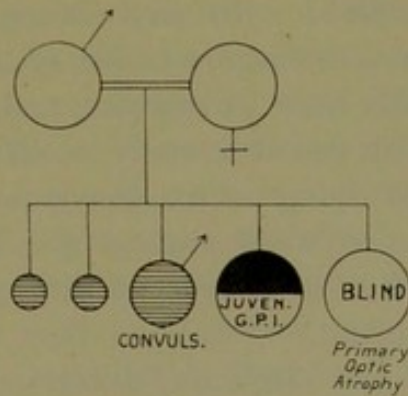 CONVULS.
JUVEN.
G.P.I.
BLIND
Primary
Optic
Atrophy